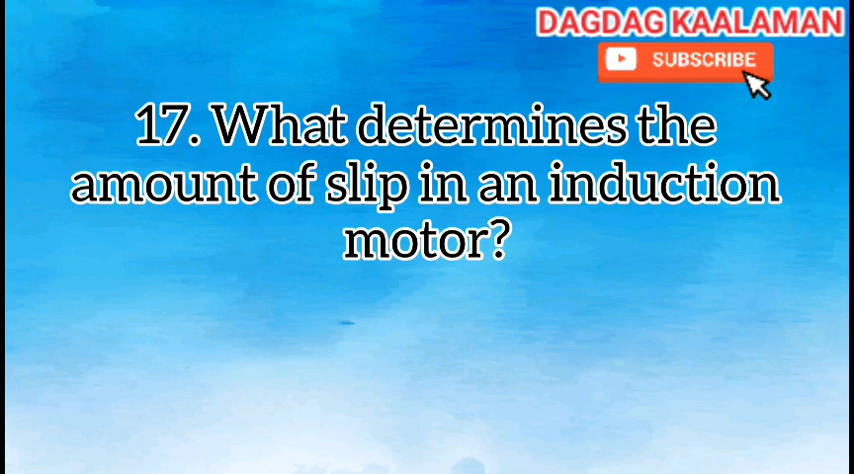 DAGDAG KAALAMAN
SUBSCRIBE
17. What determines the
amount of slip in an induction
motor?